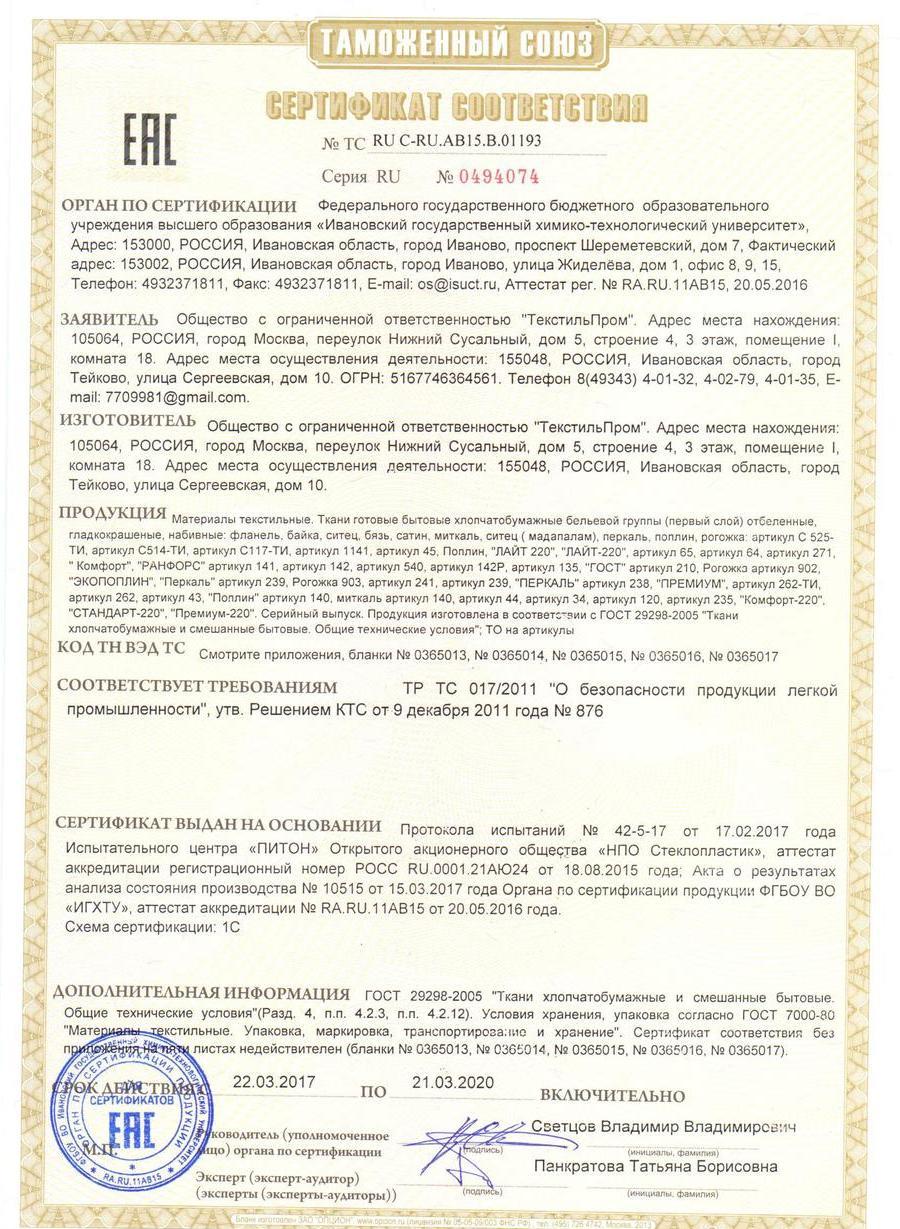 ТАМОЖЕННЫЙ СОЮЗ
СЕРТИФИКАТ СООТВЕТСТВИЯ
ЕАС
№ ТС RU C-RU.АВ15.В.01193
Серия RU № 0494074
ОРГАН ПО СЕРТИФИКАЦИИ Федерального государственного бюджетного образовательного
учреждения высшего образования «Ивановский государственный химико-технологический университет»,
Адрес: 153000, РОССИЯ, Ивановская область, город Иваново, проспект Шереметевский, дом 7, Фактический
адрес: 153002, РОССИЯ, Ивановская область, город Иваново, улица Жиделёва, дом 1, офис 8, 9, 15,
Телефон: 4932371811, Факс: 4932371811, E-mail: os@isuct.ru, Аттестат рег. № RA.RU.11АВ15, 20.05.2016
ЗАЯВИТЕЛЬ Общество с ограниченной ответственностью "ТекстильПром". Адрес места нахождения:
105064, РОССИЯ, город Москва, переулок Нижний Сусальный, дом 5, строение 4, 3 этаж, помещение I,
комната 18. Адрес места осуществления деятельности: 155048, РОССИЯ, Ивановская область, город
Тейково, улица Сергеевская, дом 10. ОГРН: 5167746364561. Телефон 8(49343) 4-01-32, 4-02-79, 4-01-35, E-
mail: 7709981@gmail.com.
ИЗГОТОВИТЕЛЬ Общество с ограниченной ответственностью "ТекстильПром". Адрес места нахождения:
105064, РОССИЯ, город Москва, переулок Нижний Сусальный, дом 5, строение 4, 3 этаж, помещение I,
комната 18. Адрес места осуществления деятельности: 155048, РОССИЯ, Ивановская область, город
Тейково, улица Сергеевская, дом 10.
ПРОДУКЦИЯ Материалы текстильные. Ткани готовые бытовые хлопчатобумажные бельевой группы (первый слой) отбеленные,
гладкокрашеные, набивные: фланель, байка, ситец, бязь, сатин, миткаль, ситец ( мадапалам), перкаль, поплин, рогожка: артикул С 525-
ТИ, артикул С514-ТИ, артикул С117-ТИ, артикул 1141, артикул 45, Поплин, "ЛАЙТ 220", "ЛАЙТ-220", артикул 65, артикул 64, артикул 271,
" Комфорт", "РАНФОРС" артикул 141, артикул 142, артикул 540, артикул 142Р, артикул 135, "ГОСТ" артикул 210, Рогожка артикул 902,
"ЭКОПОПЛИН", "Перкаль" артикул 239, Рогожка 903, артикул 241, артикул 239, "ПЕРКАЛЬ" артикул 238, "ПРЕМИУМ", артикул 262-ТИ,
артикул 262, артикул 43, "Поплин" артикул 140, миткаль артикул 140, артикул 44, артикул 34, артикул 120, артикул 235, "Комфорт-220",
"СТАНДАРТ-220", "Премиум-220". Серийный выпуск. Продукция изготовлена в соответствии с ГОСТ 29298-2005 "Ткани
хлопчатобумажные и смешанные бытовые. Общие технические условия"; ТО на артикулы
КОД ТН ВЭД ТС Смотрите приложения, бланки № 0365013, № 0365014, № 0365015, № 0365016, № 0365017
СООТВЕТСТВУЕТ ТРЕБОВАНИЯМ ТР ТС 017/2011 "О безопасности продукции легкой
промышленности", утв. Решением КТС от 9 декабря 2011 года № 876
СЕРТИФИКАТ ВЫДАН НА ОСНОВАНИИ Протокола испытаний № 42-5-17 от 17.02.2017 года
Испытательного центра «ПИТОН» Открытого акционерного общества «НПО Стеклопластик», аттестат
аккредитации регистрационный номер РОСС RU.0001.21АЮ24 от 18.08.2015 года; Акта о результатах
анализа состояния производства № 10515 от 15.03.2017 года Органа по сертификации продукции ФГБОУ ВО
«ИГХТУ», аттестат аккредитации № RA.RU.11АВ15 от 20.05.2016 года.
Схема сертификации: 1С
ДОПОЛНИТЕЛЬНАЯ ИНФОРМАЦИЯ ГОСТ 29298-2005 "Ткани хлопчатобумажные и смешанные бытовые.
Общие технические условия"(Разд. 4, п.п. 4.2.3, п.п. 4.2.12). Условия хранения, упаковка согласно ГОСТ 7000-80
"Материалы текстильные. Упаковка, маркировка, транспортирование и хранение". Сертификат соответствия без
приложения на пяти листах недействителен (бланки № 0365013, № 0365014, № 0365015, № 0365016, № 0365017).
СРОК ДЕЙСТВИЯ С 22.03.2017 ПО 21.03.2020 ВКЛЮЧИТЕЛЬНО
ДЛЯ
СЕРТИФИКАТОВ
ЕАС
RA.RU.11АВ15
М.П.
Руководитель (уполномоченное
лицо) органа по сертификации
(подпись)
Светцов Владимир Владимирович
(инициалы, фамилия)
Эксперт (эксперт-аудитор)
(эксперты (эксперты-аудиторы))
(подпись)
Панкратова Татьяна Борисовна
(инициалы, фамилия)